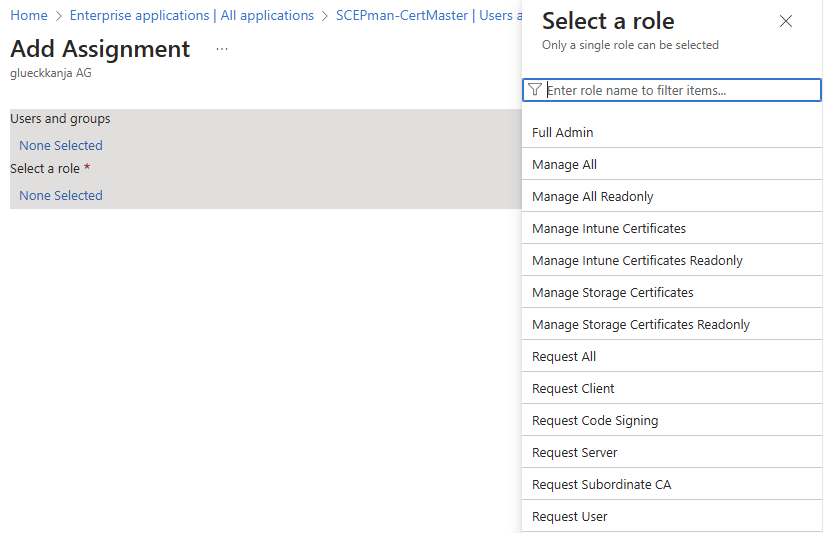 Home > Enterprise applications | All applications > SCEPman-CertMaster | Users a
Add Assignment ...
glueckkanja AG
Users and groups
None Selected
Select a role *
None Selected
Select a role
Only a single role can be selected
Enter role name to filter items...
Full Admin
Manage All
Manage All Readonly
Manage Intune Certificates
Manage Intune Certificates Readonly
Manage Storage Certificates
Manage Storage Certificates Readonly
Request All
Request Client
Request Code Signing
Request Server
Request Subordinate CA
Request User